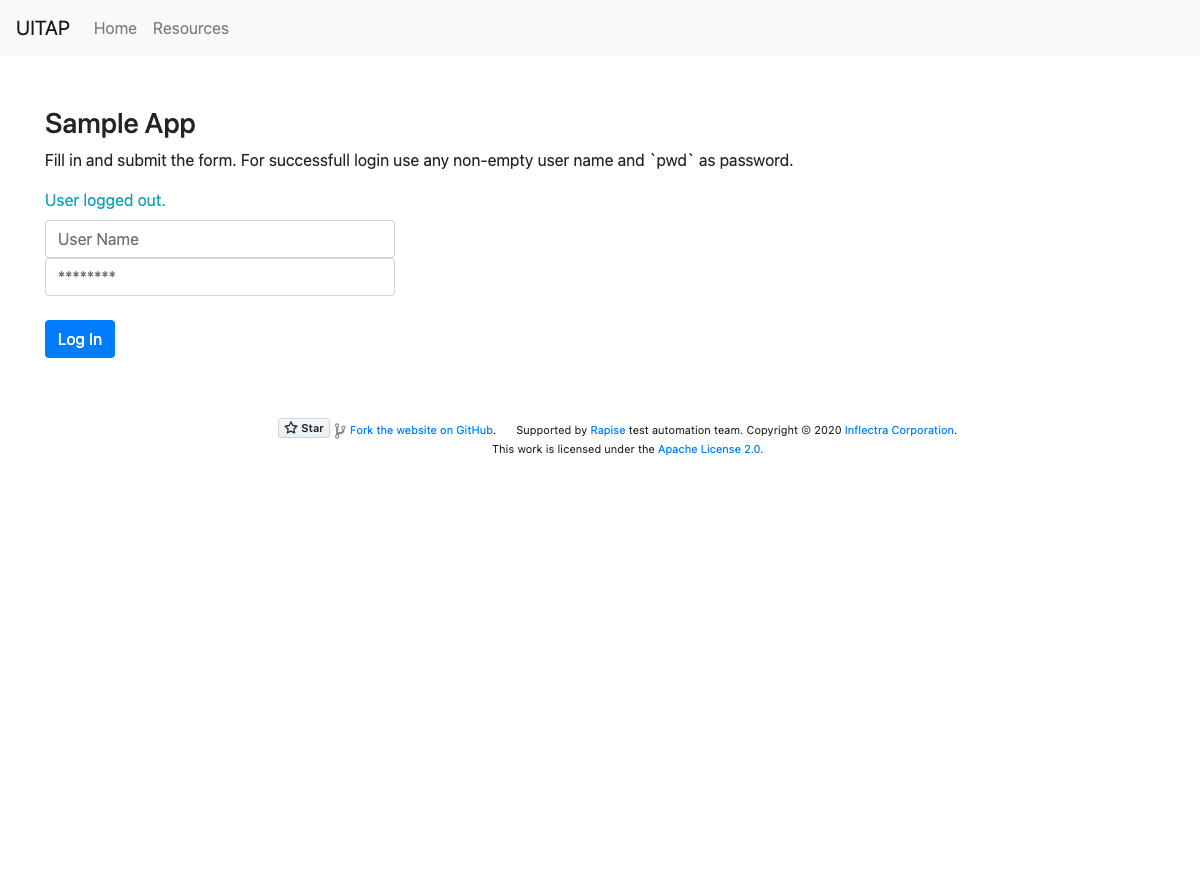 UITAP Home Resources
Sample App
Fill in and submit the form. For successfull login use any non-empty user name and `pwd` as password.
User logged out.
User Name
********
Log In
Star Fork the website on GitHub. Supported by Rapise test automation team. Copyright © 2020 Inflectra Corporation.
This work is licensed under the Apache License 2.0.